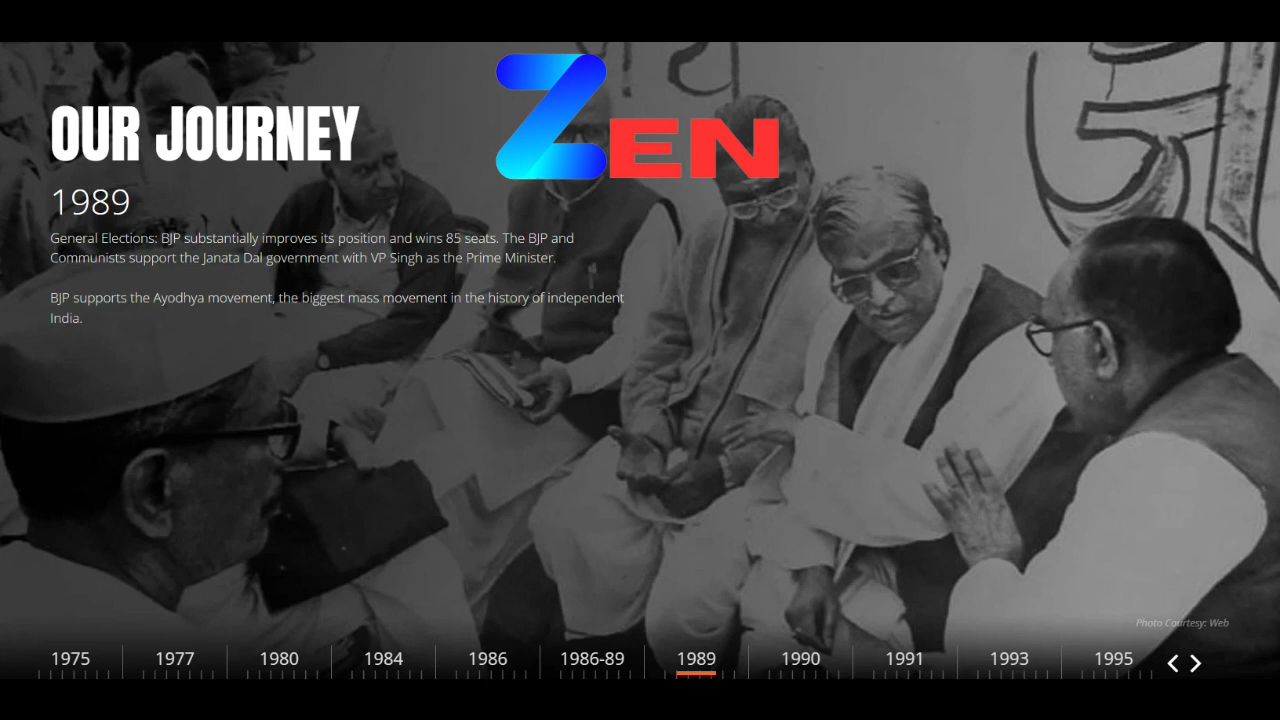 ZEN
OUR JOURNEY
1989
General Elections: BJP substantially improves its position and wins 85 seats. The BJP and
Communists support the Janata Dal government with VP Singh as the Prime Minister.
BJP supports the Ayodhya movement, the biggest mass movement in the history of independent
India.
Photo Courtesy: Web
1975 1977 1980 1984 1986 1986-89 1989 1990 1991 1993 1995